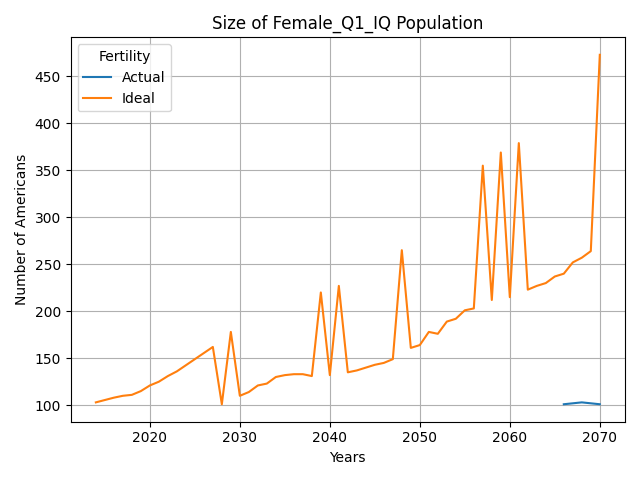 Size of Female_Q1_IQ Population
Fertility
Actual
Ideal
Number of Americans
450
400
350
300
250
200
150
100
2020 2030 2040 2050 2060 2070
Years